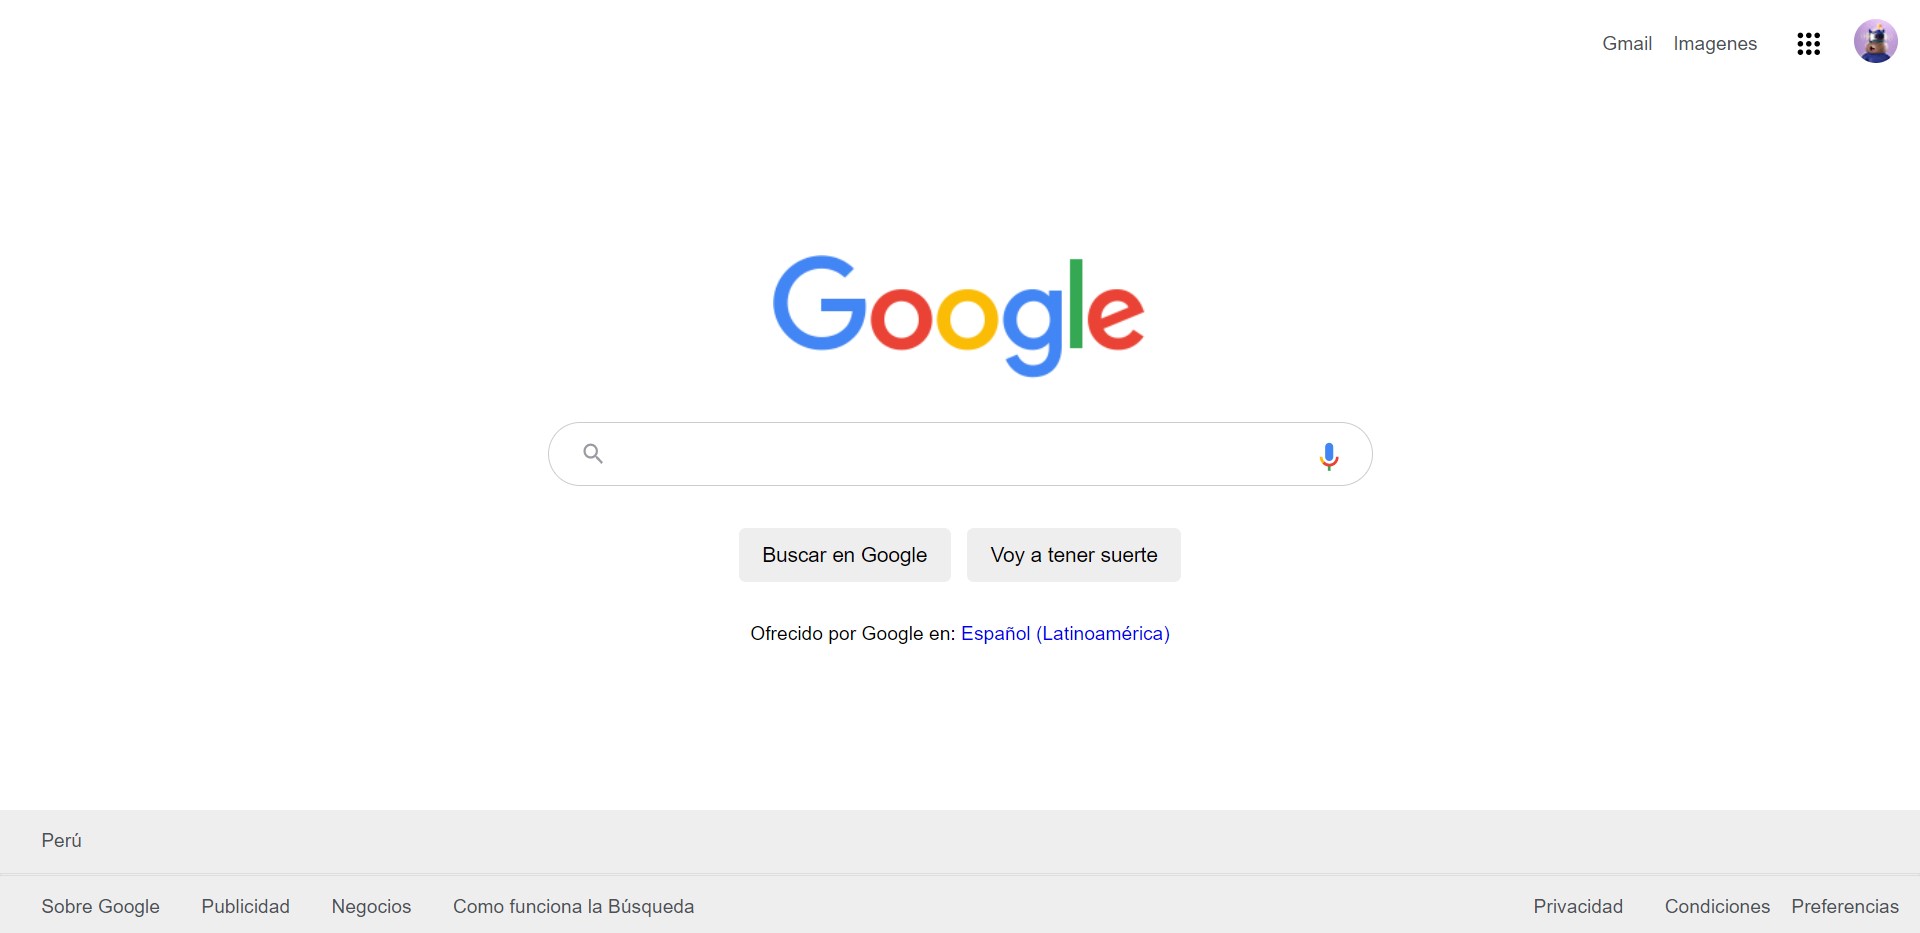 Gmail Imagenes
Google
Buscar en Google Voy a tener suerte
Ofrecido por Google en: Español (Latinoamérica)
Perú
Sobre Google Publicidad Negocios Como funciona la Búsqueda Privacidad Condiciones Preferencias